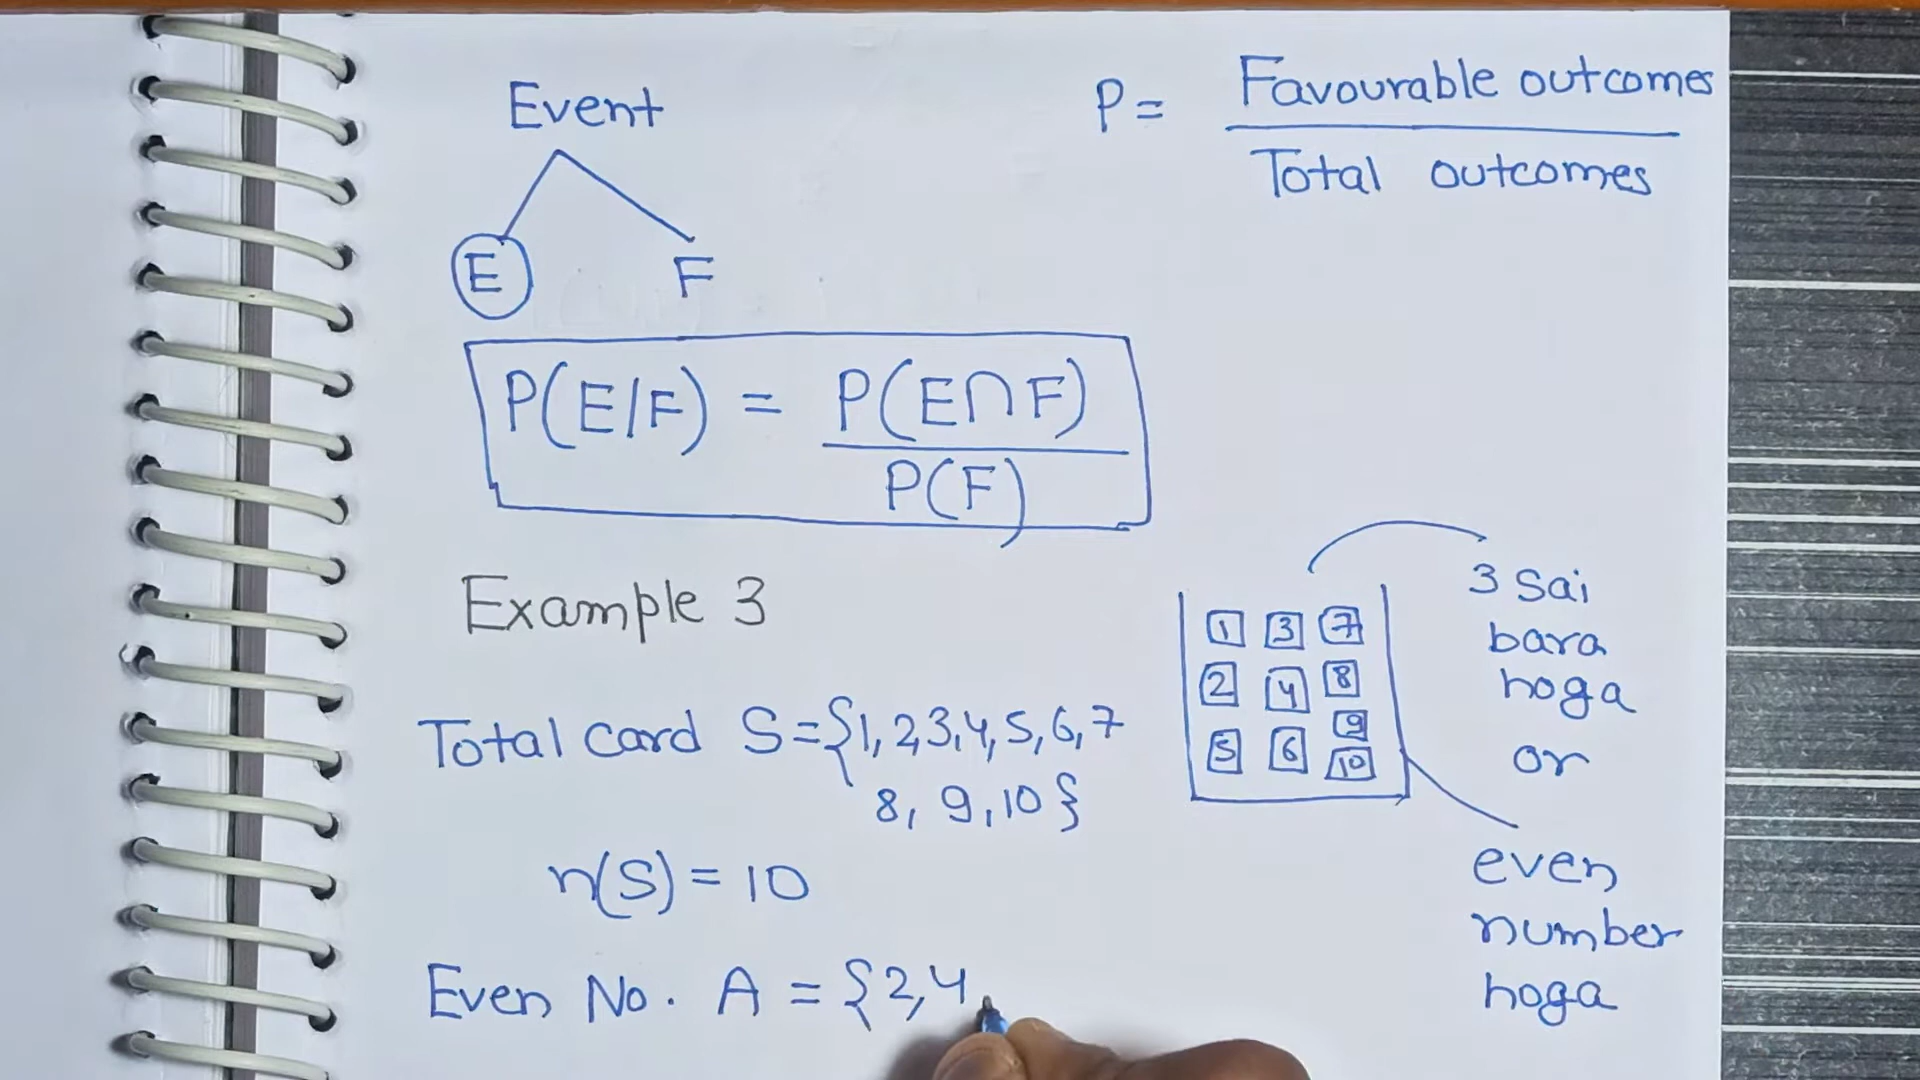 Event
P = Favourable outcomes
Total outcomes
E F
P(E/F) = P(E∩F)
P(F)
Example 3
Total card S={1,2,3,4,5,6,7
8, 9,10}
n(S) = 10
Even No. A = {2,4,
1 3 7
2 4 8
9
5 6 10
3 Sai
bara
hoga
or
even
number
hoga